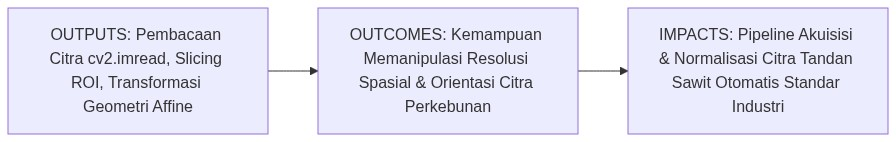 OUTPUTS: Pembacaan
Citra cv2.imread, Slicing
ROI, Transformasi
Geometri Affine
OUTCOMES: Kemampuan
Memanipulasi Resolusi
Spasial & Orientasi Citra
Perkebunan
IMPACTS: Pipeline Akuisisi
& Normalisasi Citra Tandan
Sawit Otomatis Standar
Industri